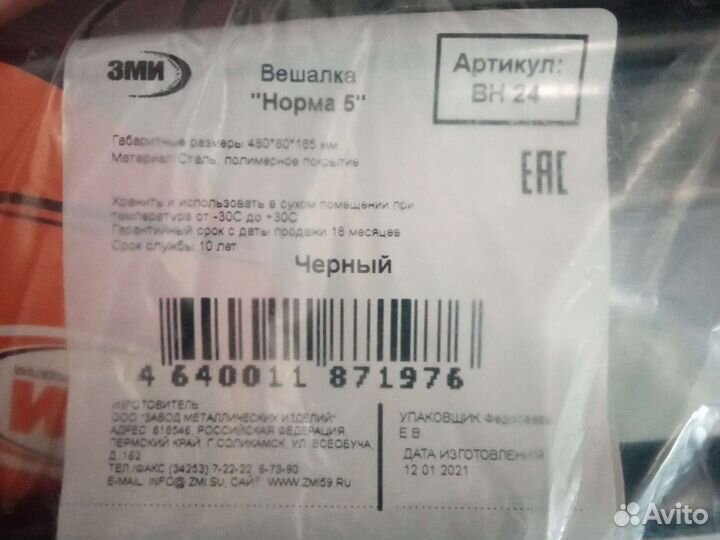 ЗМИ
Вешалка
"Норма 5"
Артикул:
ВН 24
Габаритные размеры 480*80*165 мм
Материал Сталь, полимерное покрытие
ЕАС
Хранить и использовать в сухом помещении при
температуре от -30С до +30С
Гарантийный срок с даты продажи 18 месяцев
Срок службы 10 лет
Черный
4 640011 871976
ИЗГОТОВИТЕЛЬ:
ООО "ЗАВОД МЕТАЛЛИЧЕСКИХ ИЗДЕЛИЙ"
АДРЕС: 618546, РОССИЙСКАЯ ФЕДЕРАЦИЯ
ПЕРМСКИЙ КРАЙ, Г.СОЛИКАМСК, УЛ. ВСЕОБУЧА,
Д. 162
ТЕЛ./ФАКС (34253) 7-22-22, 6-73-90
E-MAIL: INFO@ZMI.SU, САЙТ: WWW.ZMI59.RU
УПАКОВЩИК
Е В
ДАТА ИЗГОТОВЛЕНИЯ
12 01 2021
Avito